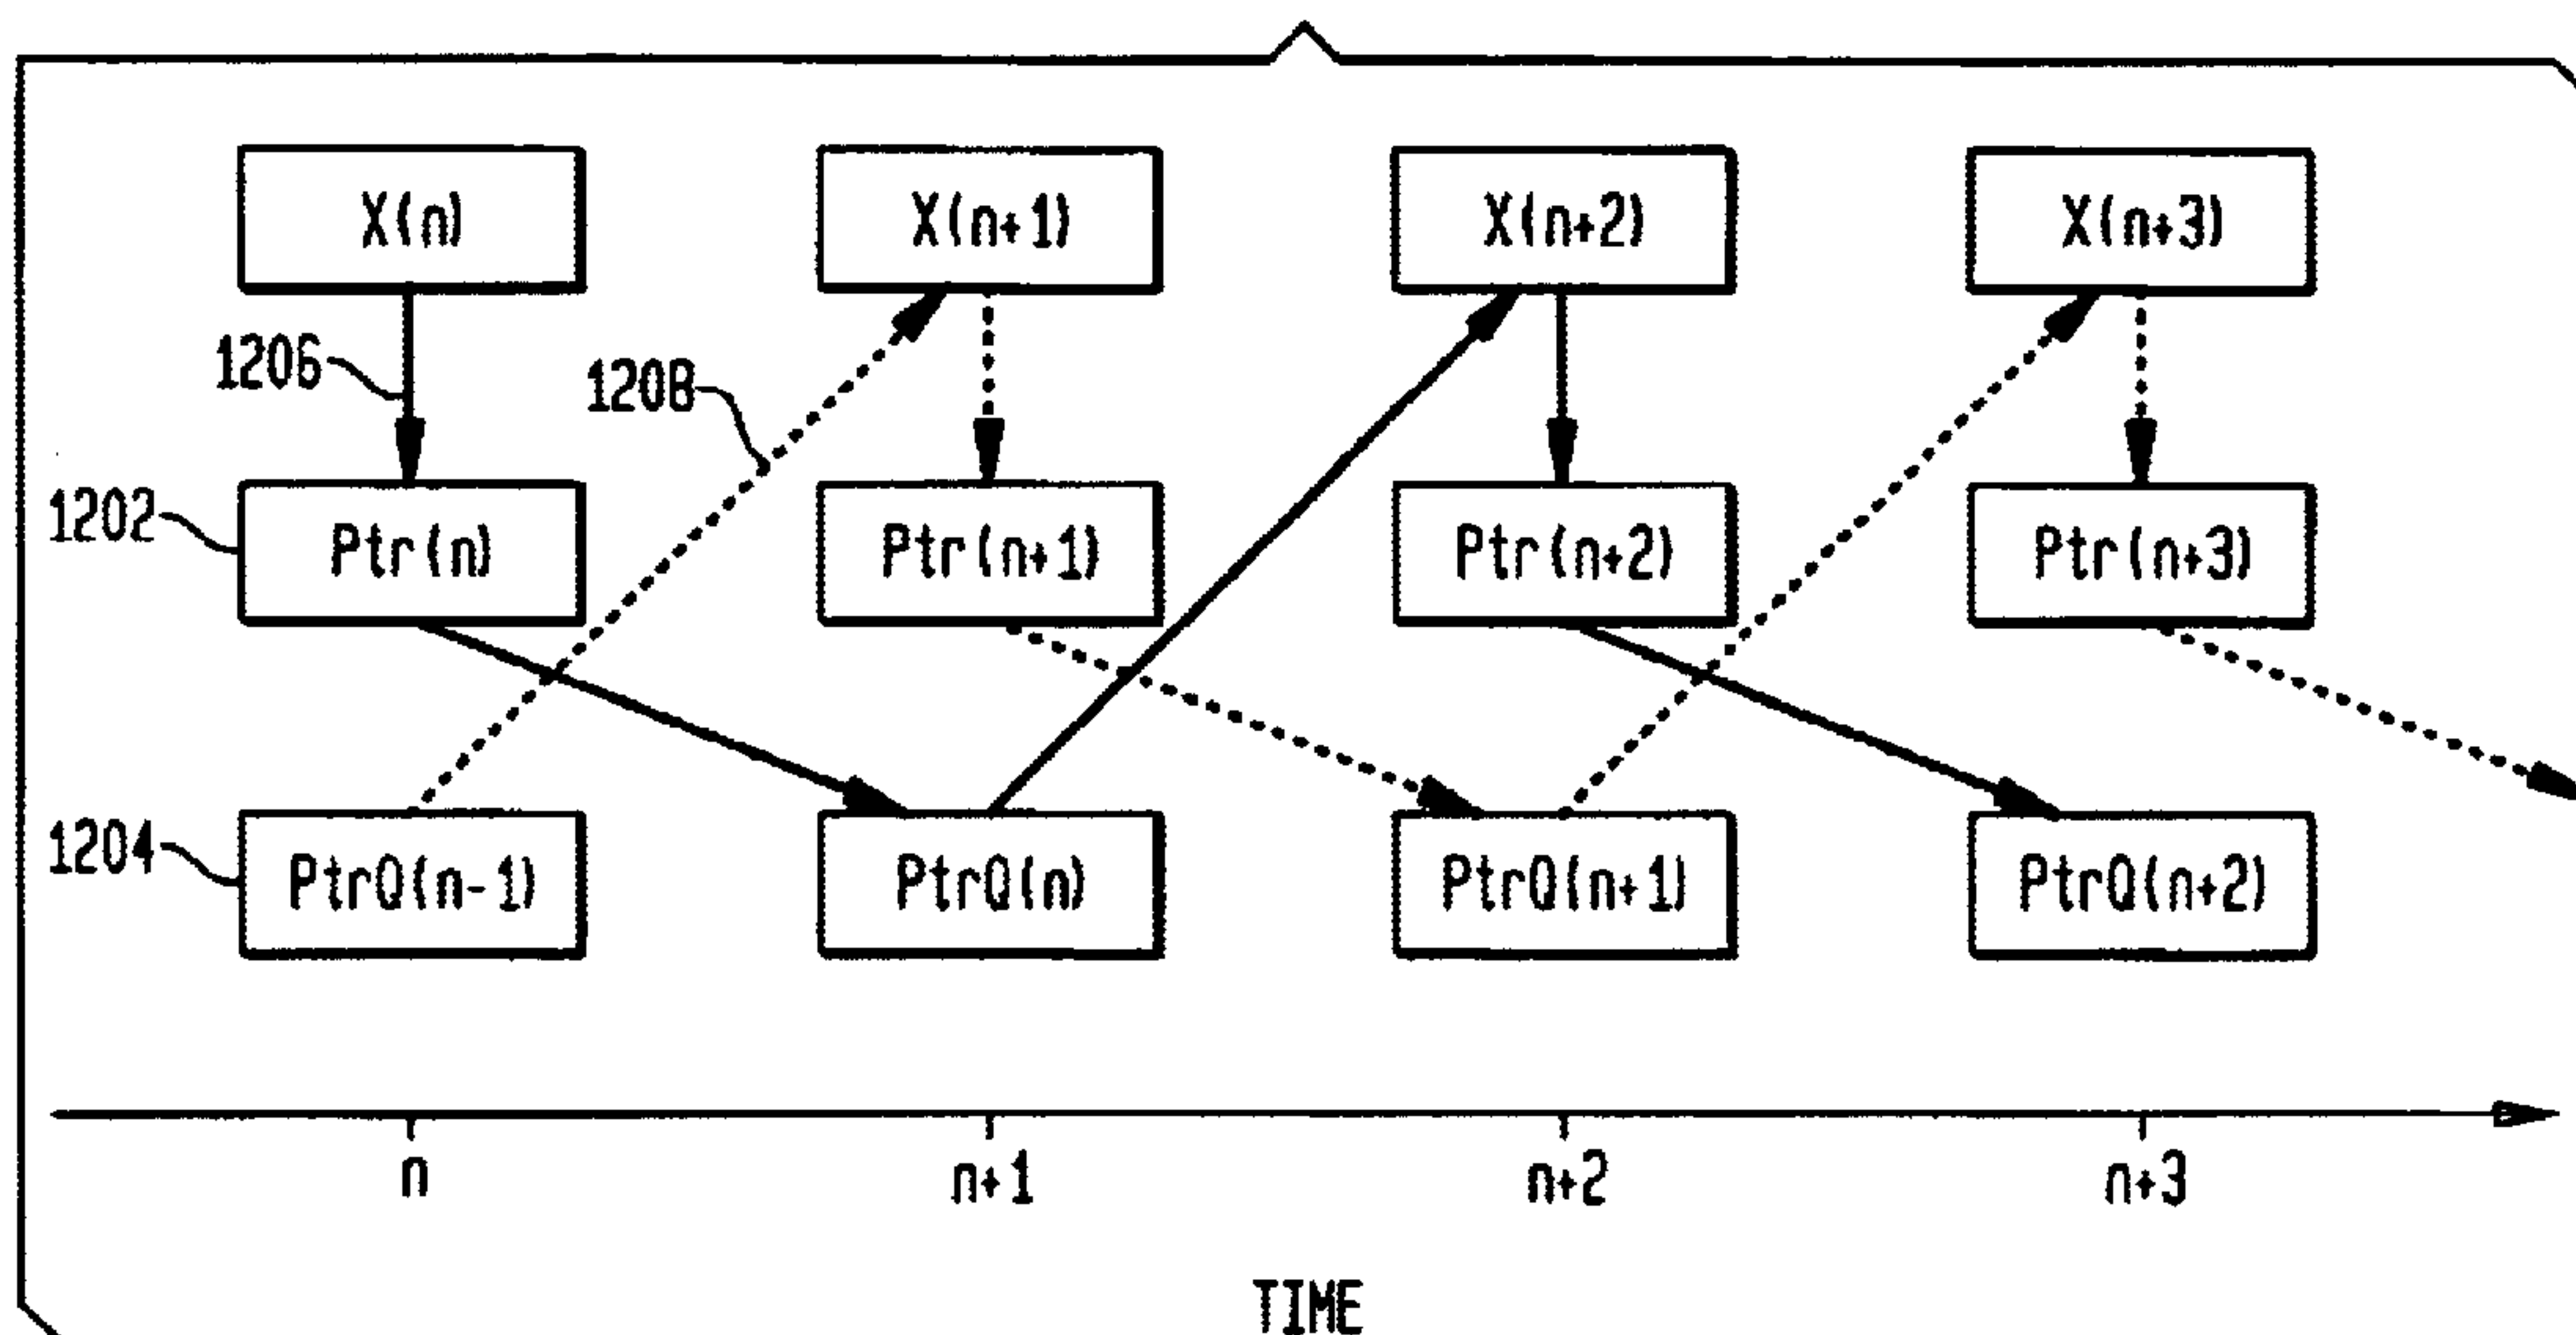 X(n) X(n+1) X(n+2) X(n+3)
1206 1208
1202 Ptr(n) Ptr(n+1) Ptr(n+2) Ptr(n+3)
1204 PtrQ(n-1) PtrQ(n) PtrQ(n+1) PtrQ(n+2)
n n+1 n+2 n+3
TIME